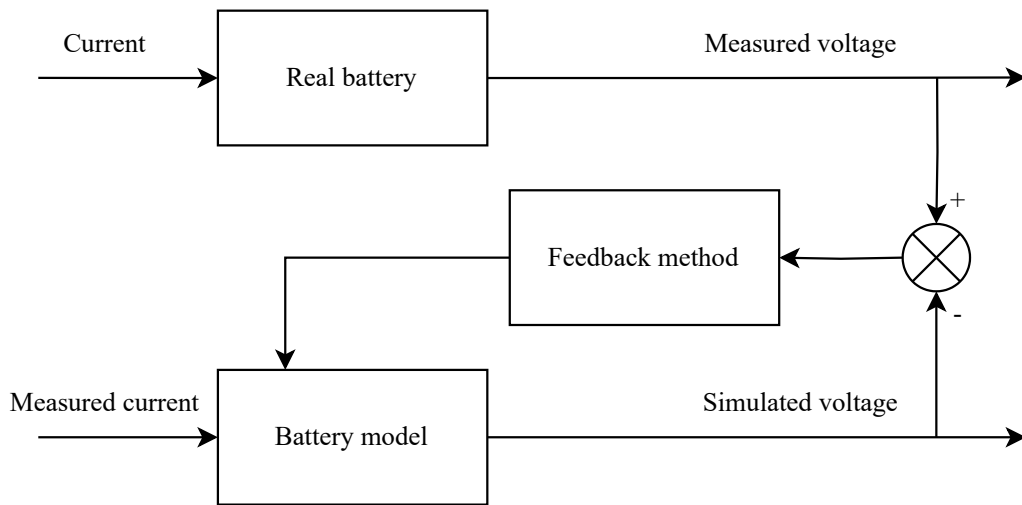 Current
Measured voltage
Real battery
+
Feedback method
-
Measured current
Simulated voltage
Battery model